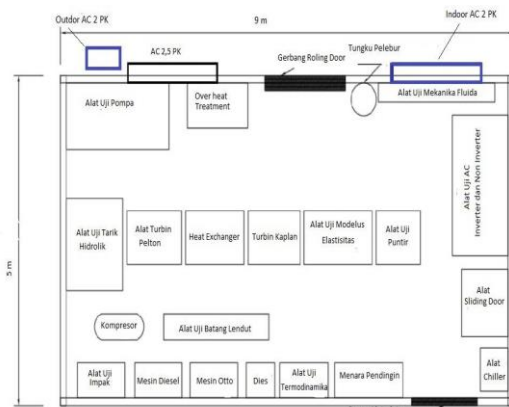 Outdor AC 2 PK
9 m
Indoor AC 2 PK
AC 2,5 PK
Gerbang Roling Door
Tungku Pelebur
Alat Uji Pompa
Over heat
Treatment
Alat Uji Mekanika Fluida
Alat Uji AC
Inverter dan Non Inverter
5 m
Alat Uji Tarik
Hidrolik
Alat Turbin
Pelton
Heat Exchanger
Turbin Kaplan
Alat Uji Modelus
Elastisitas
Alat Uji
Puntir
Alat
Sliding Door
Kompresor
Alat Uji Batang Lendut
Alat Uji
Impak
Mesin Diesel
Mesin Otto
Dies
Alat Uji
Termodinamika
Menara Pendingin
Alat
Chiller